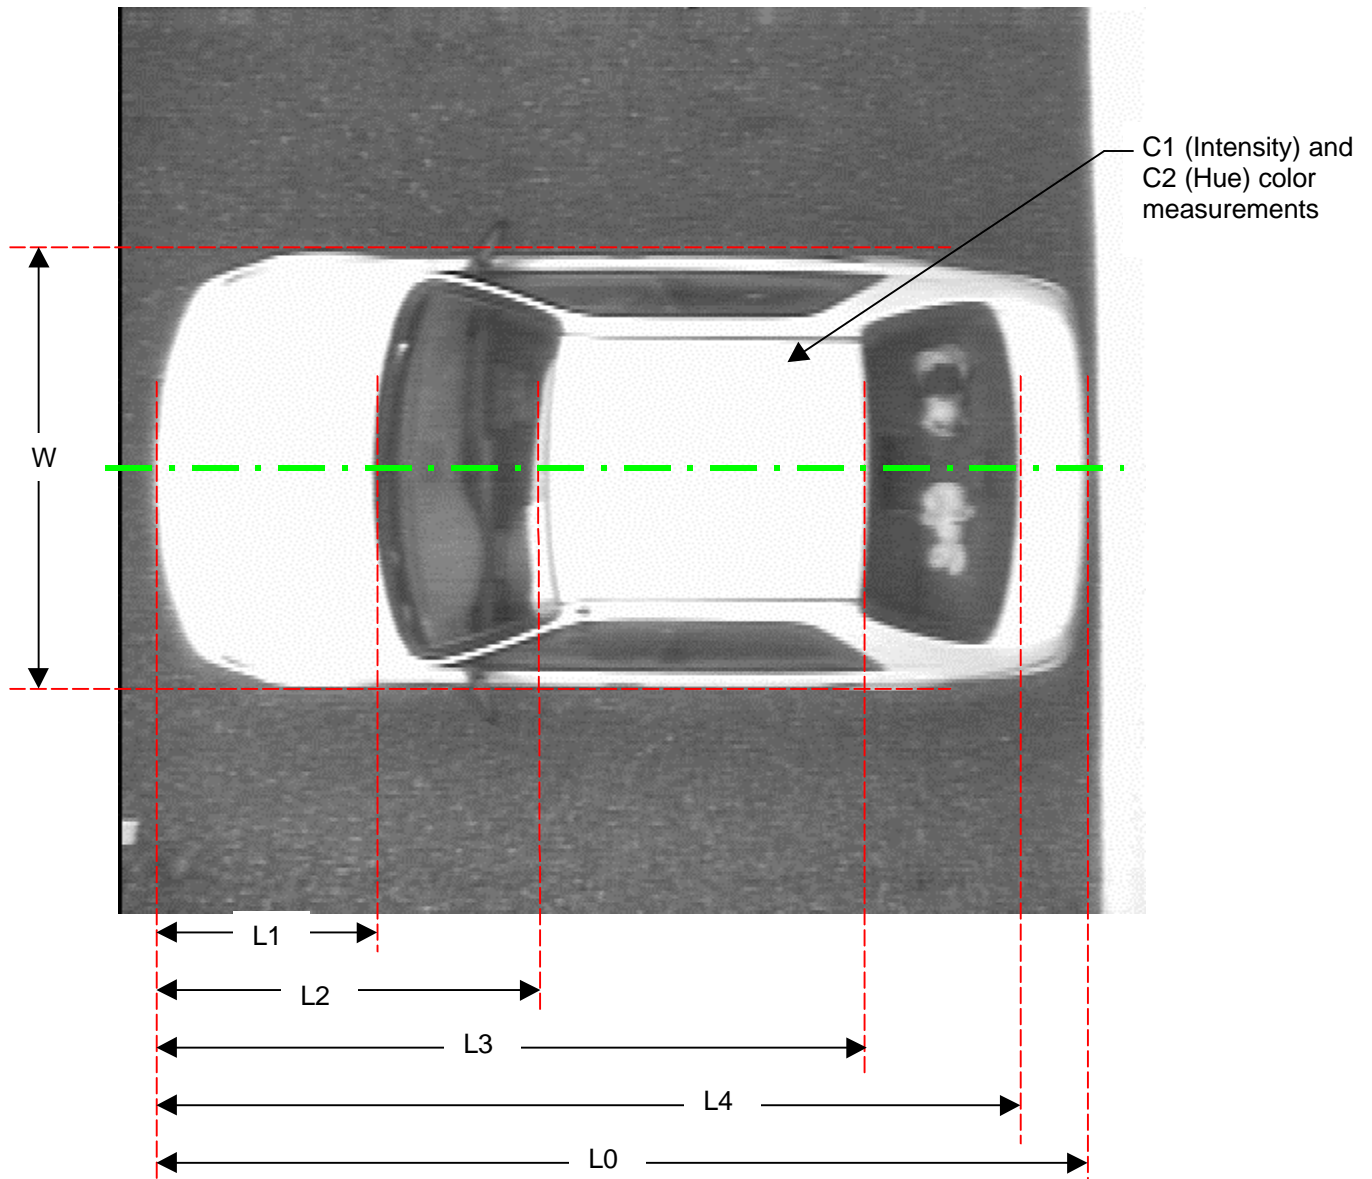 C1 (Intensity) and
C2 (Hue) color
measurements
W
L1
L2
L3
L4
L0